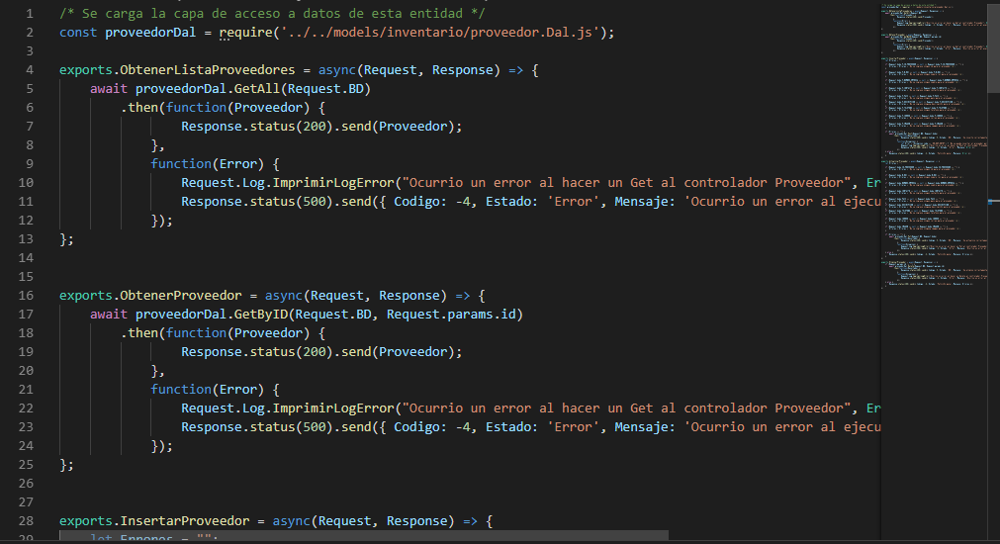 1 /* Se carga la capa de acceso a datos de esta entidad */
2 const proveedorDal = require('../../models/inventario/proveedor.Dal.js');
3
4 exports.ObtenerListaProveedores = async(Request, Response) => {
5 await proveedorDal.GetAll(Request.BD)
6 .then(function(Proveedor) {
7 Response.status(200).send(Proveedor);
8 },
9 function(Error) {
10 Request.Log.ImprimirLogError("Ocurrio un error al hacer un Get al controlador Proveedor", Er
11 Response.status(500).send({ Codigo: -4, Estado: 'Error', Mensaje: 'Ocurrio un error al ejecu
12 });
13 };
14
15
16 exports.ObtenerProveedor = async(Request, Response) => {
17 await proveedorDal.GetByID(Request.BD, Request.params.id)
18 .then(function(Proveedor) {
19 Response.status(200).send(Proveedor);
20 },
21 function(Error) {
22 Request.Log.ImprimirLogError("Ocurrio un error al hacer un Get al controlador Proveedor", Er
23 Response.status(500).send({ Codigo: -4, Estado: 'Error', Mensaje: 'Ocurrio un error al ejecu
24 });
25 };
26
27
28 exports.InsertarProveedor = async(Request, Response) => {
29 let Errores = "";